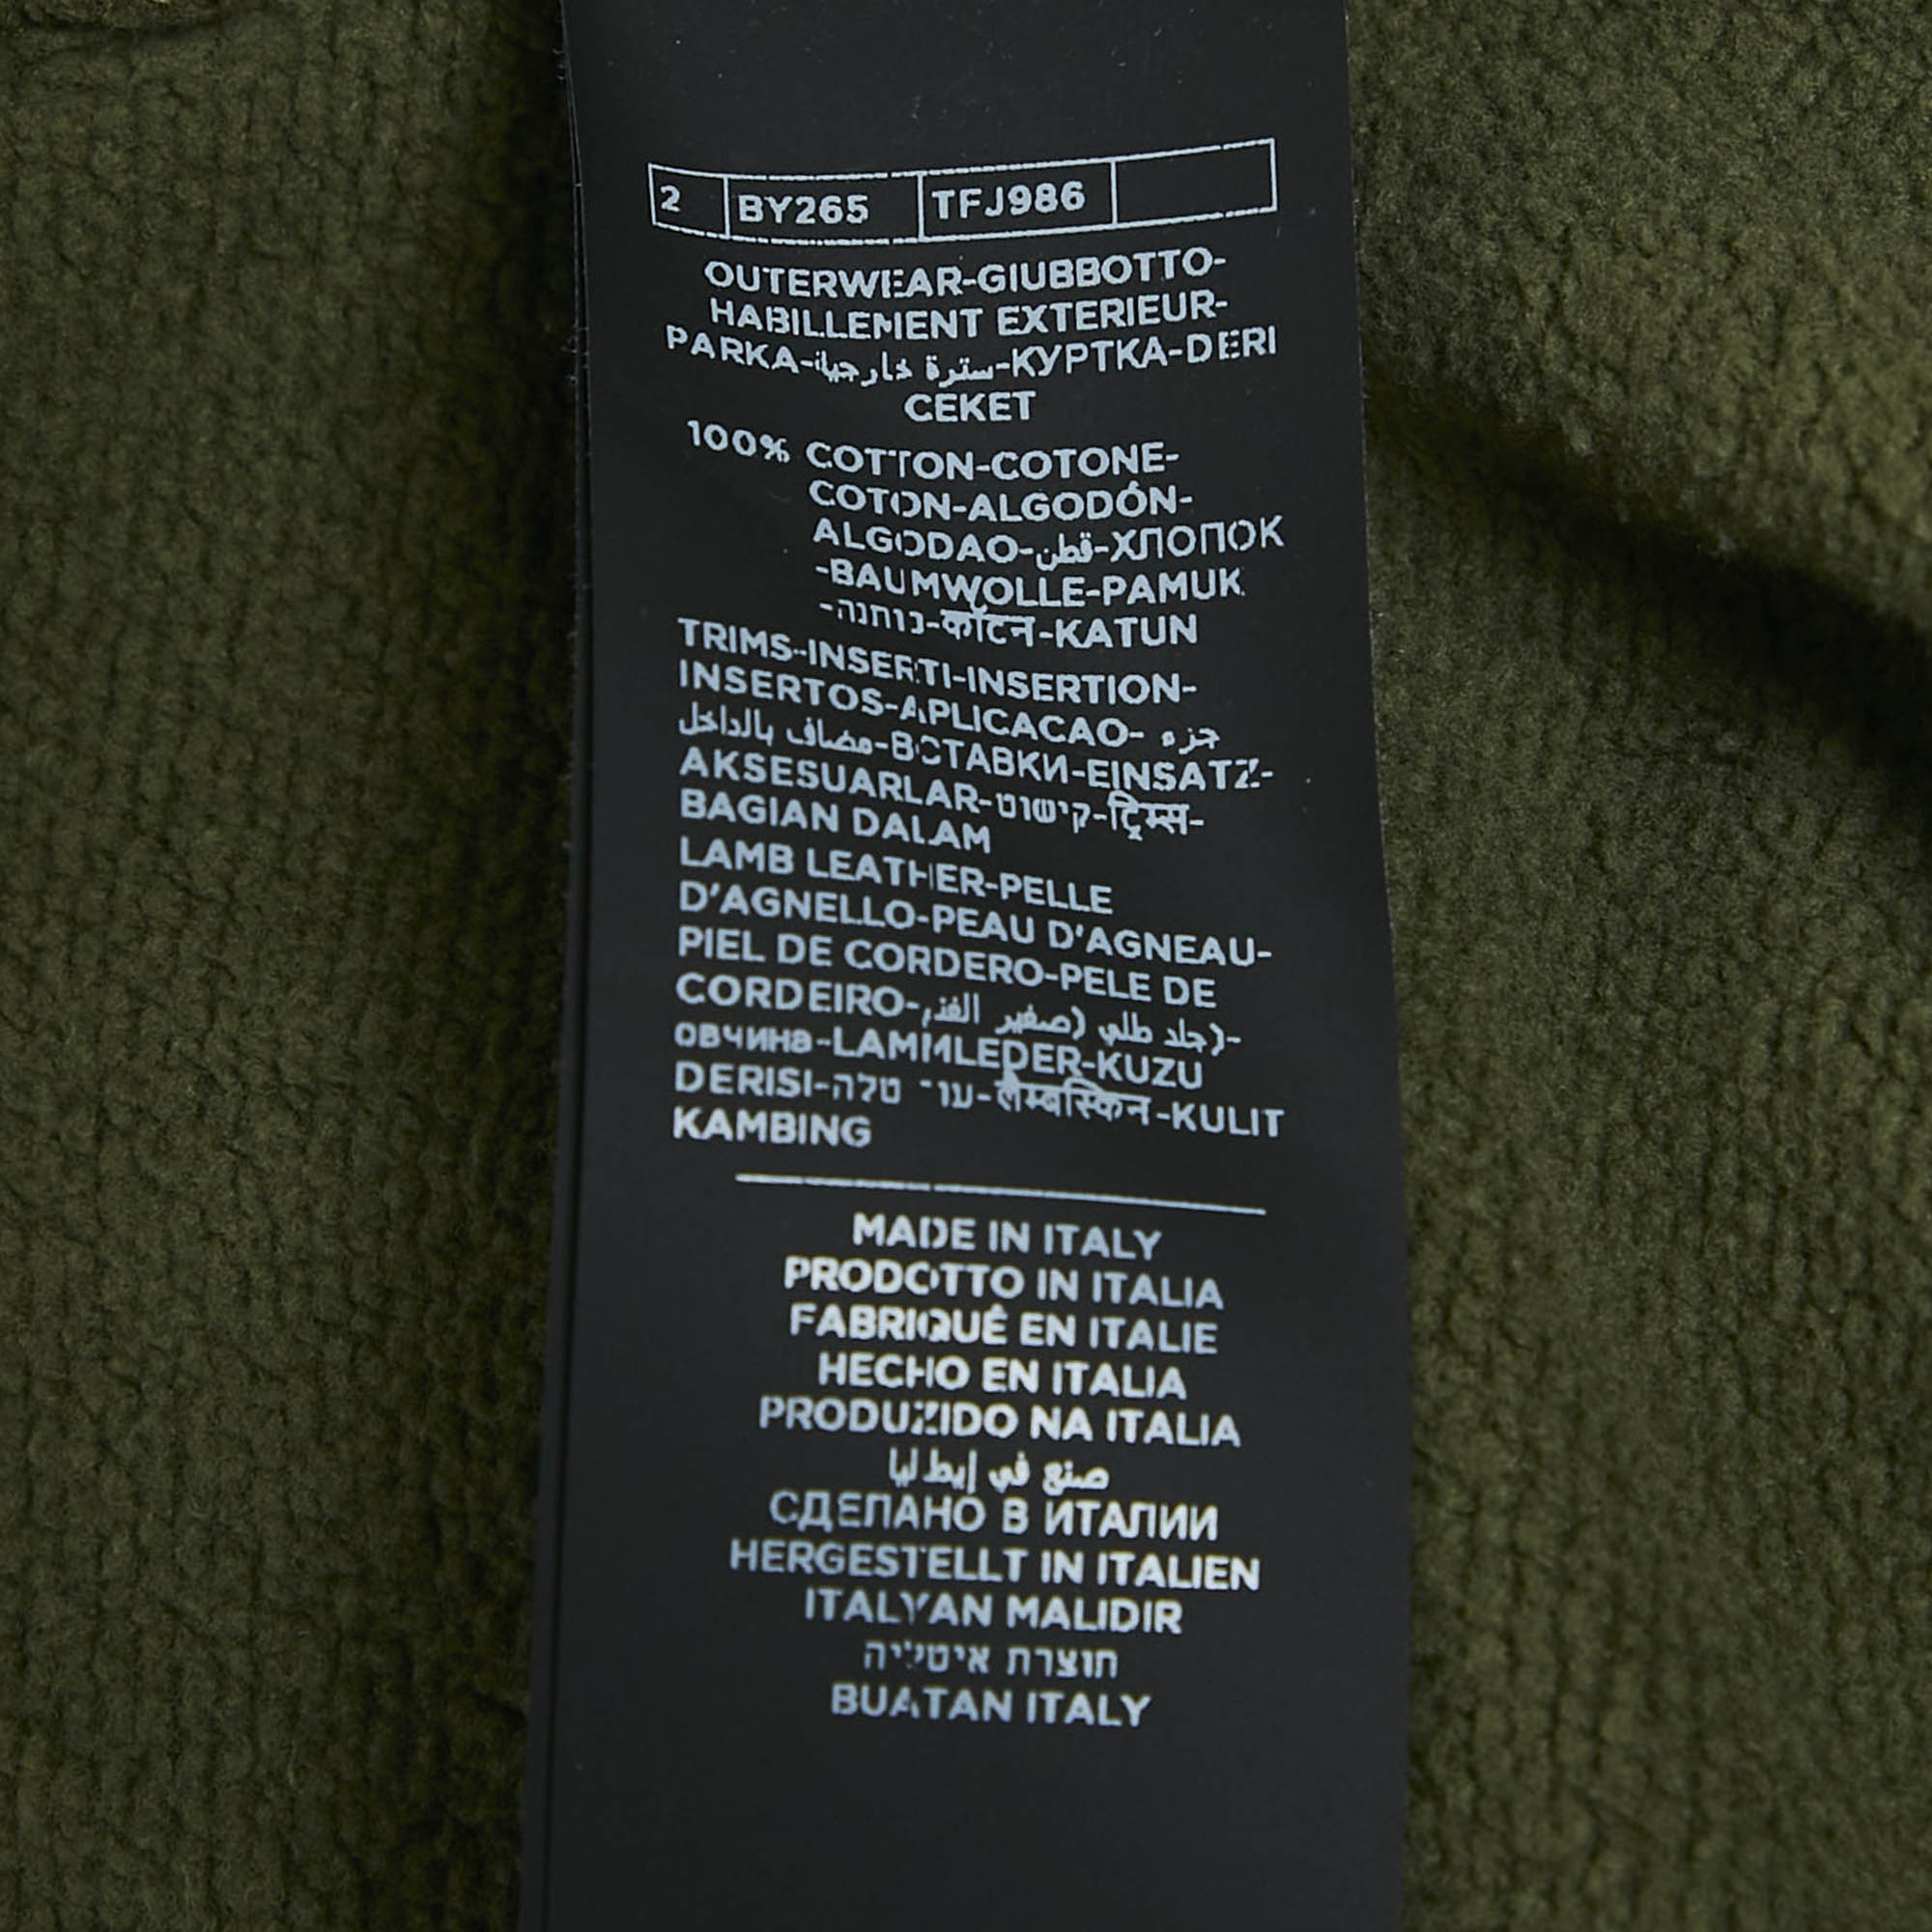 2 BY265 TFJ986
OUTERWEAR-GIUBBOTTO-
HABILLEMENT EXTERIEUR-
PARKA-سترة خارجية-КУРТКА-DERI
CEKET
100% COTTON-COTONE-
COTON-ALGODÓN-
ALGODAO-قطن-ХЛОПОК
-BAUMWOLLE-PAMUK
-כותנה-कॉटन-KATUN
TRIMS-INSERTI-INSERTION-
INSERTOS-APLICACAO- جزء
مضاف بالداخل-ВСТАВКИ-EINSATZ-
AKSESUARLAR-קישוט-ट्रिम्स-
BAGIAN DALAM
LAMB LEATHER-PELLE
D'AGNELLO-PEAU D'AGNEAU-
PIEL DE CORDERO-PELE DE
CORDEIRO-جلد طلي (صغير الغنم)-
овчина-LAMMLEDER-KUZU
DERISI-עור טלה-लैम्बस्किन-KULIT
KAMBING
MADE IN ITALY
PRODOTTO IN ITALIA
FABRIQUÉ EN ITALIE
HECHO EN ITALIA
PRODUZIDO NA ITALIA
صنع في إيطاليا
СДЕЛАНО В ИТАЛИИ
HERGESTELLT IN ITALIEN
ITALYAN MALIDIR
תוצרת איטליה
BUATAN ITALY